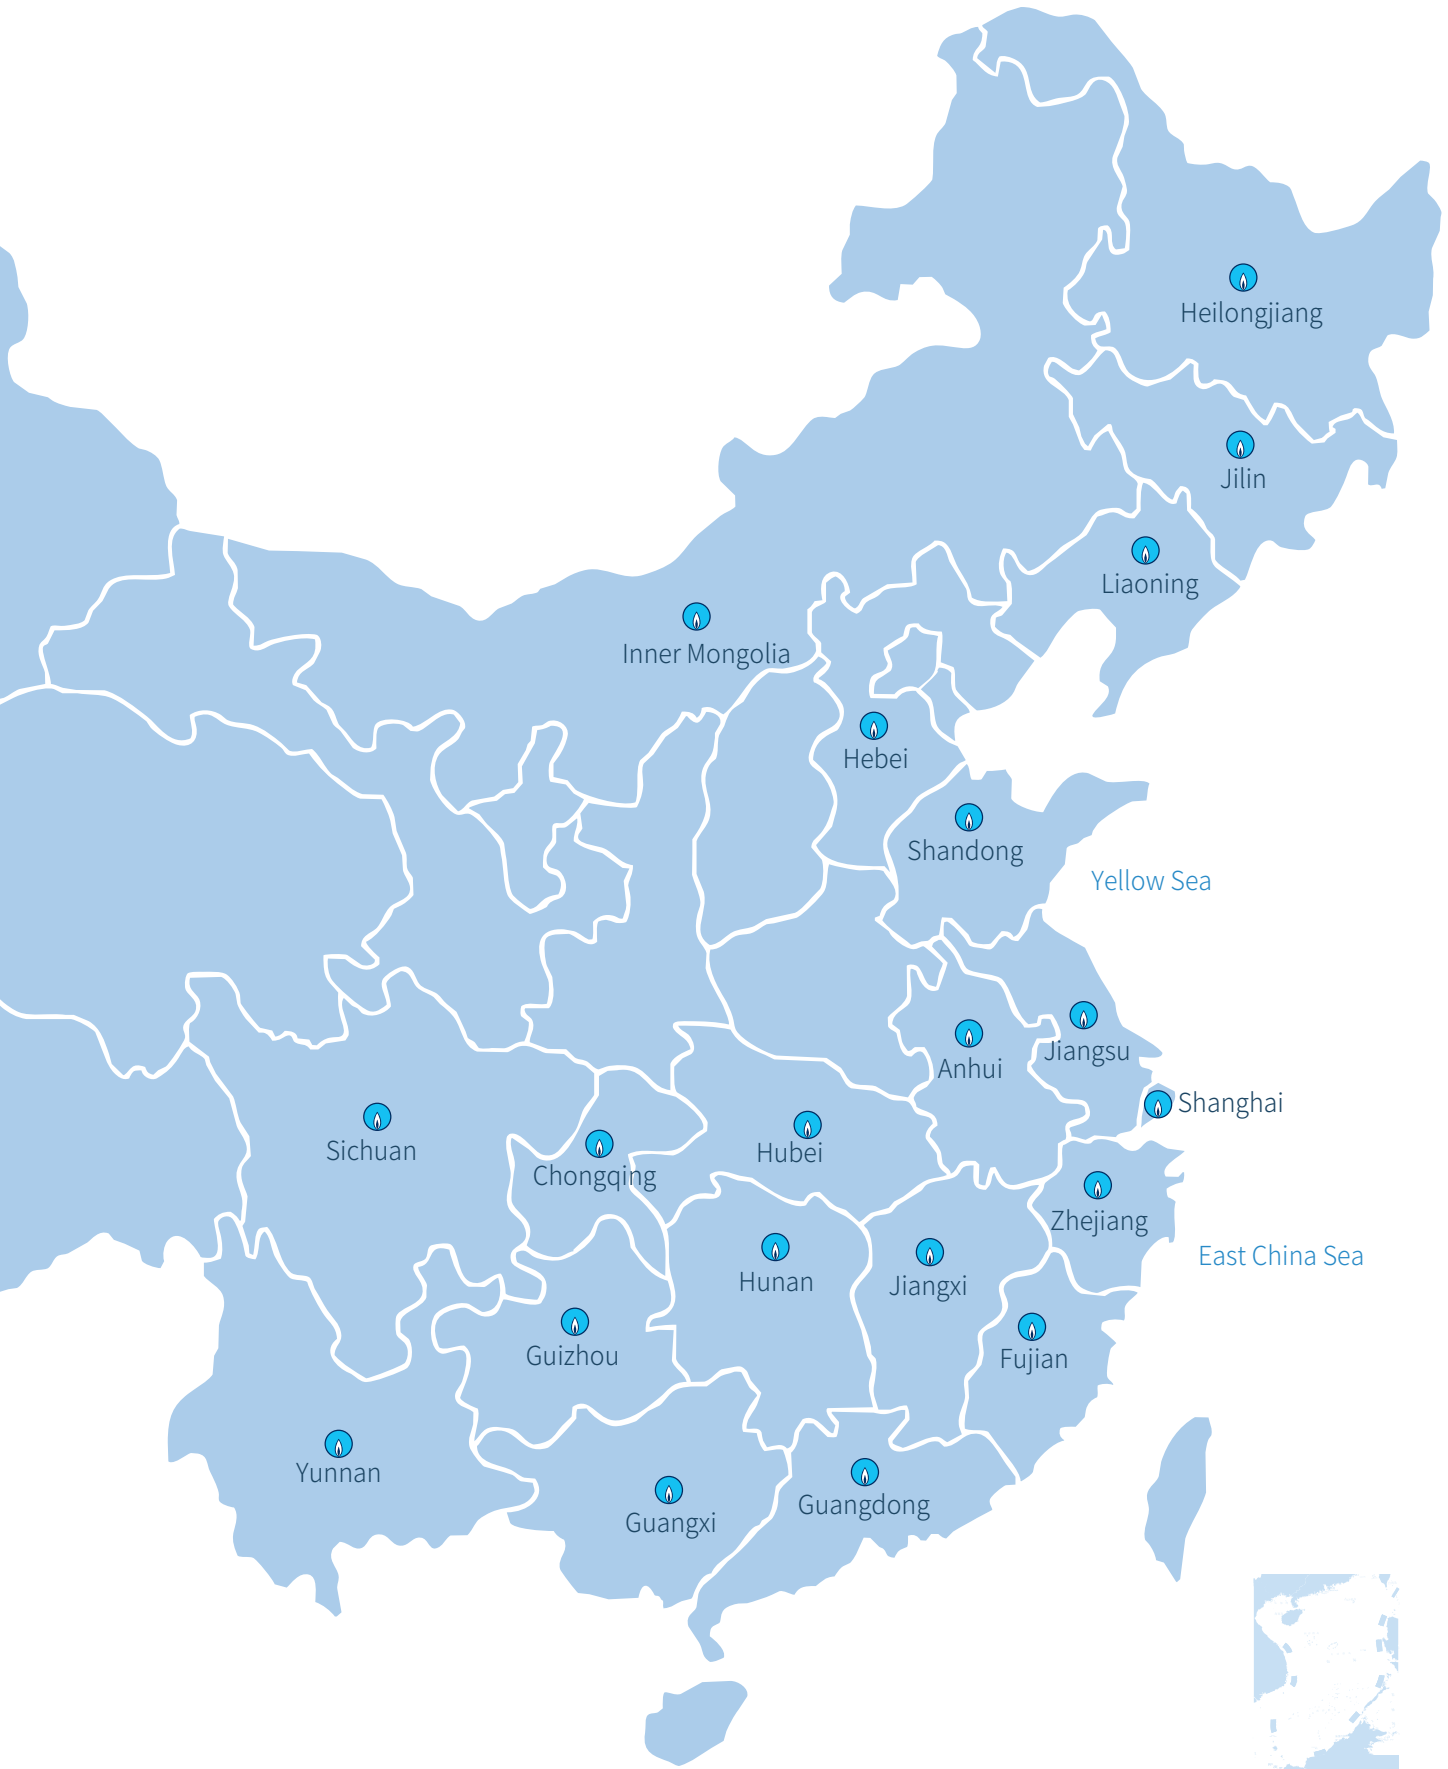 Heilongjiang
Jilin
Liaoning
Inner Mongolia
Hebei
Shandong
Yellow Sea
Jiangsu
Anhui
Shanghai
Sichuan
Hubei
Chongqing
Zhejiang
East China Sea
Hunan
Jiangxi
Guizhou
Fujian
Yunnan
Guangdong
Guangxi